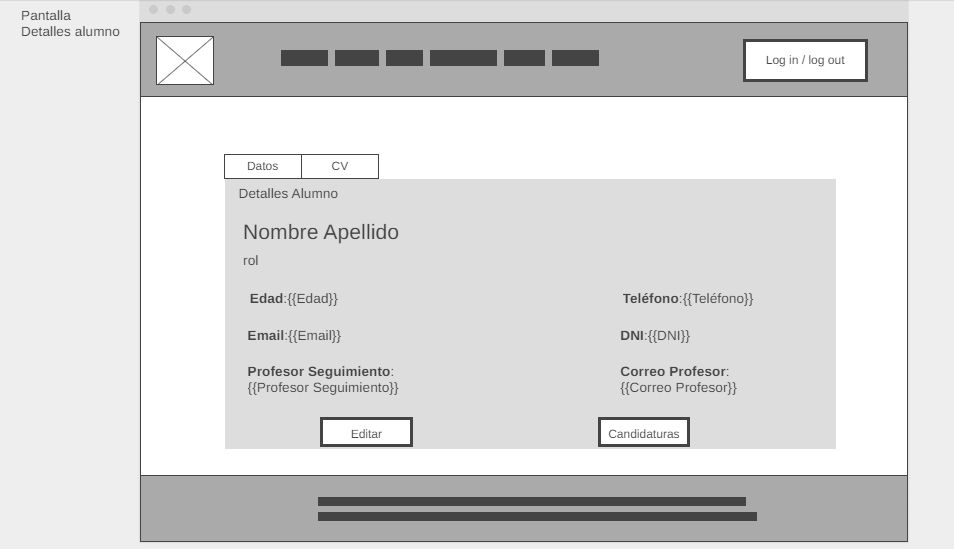 Pantalla
Detalles alumno
Log in / log out
Datos
CV
Detalles Alumno
Nombre Apellido
rol
Edad:{{Edad}}
Teléfono:{{Teléfono}}
Email:{{Email}}
DNI:{{DNI}}
Profesor Seguimiento:
{{Profesor Seguimiento}}
Correo Profesor:
{{Correo Profesor}}
Editar
Candidaturas